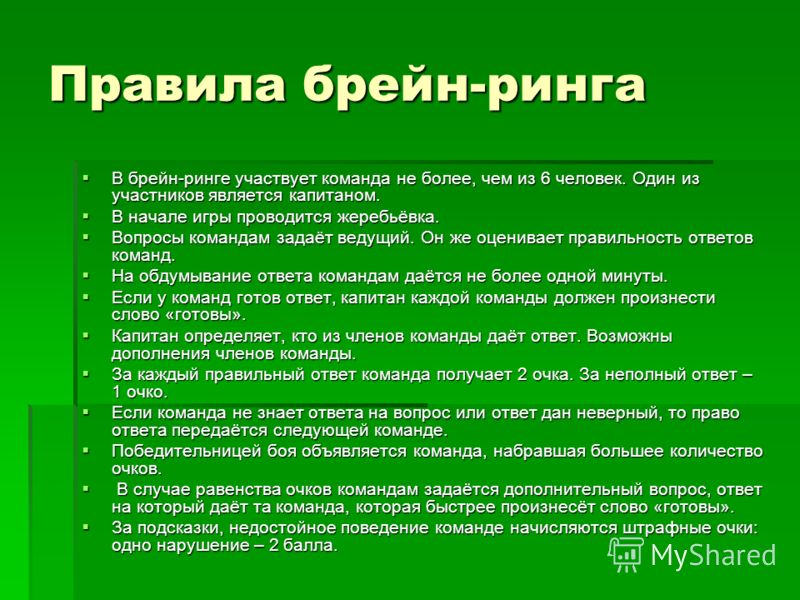 Правила брейн-ринга
В брейн-ринге участвует команда не более, чем из 6 человек. Один из
участников является капитаном.
В начале игры проводится жеребьёвка.
Вопросы командам задаёт ведущий. Он же оценивает правильность ответов
команд.
На обдумывание ответа командам даётся не более одной минуты.
Если у команд готов ответ, капитан каждой команды должен произнести
слово «готовы».
Капитан определяет, кто из членов команды даёт ответ. Возможны
дополнения членов команды.
За каждый правильный ответ команда получает 2 очка. За неполный ответ –
1 очко.
Если команда не знает ответа на вопрос или ответ дан неверный, то право
ответа передаётся следующей команде.
Победительницей боя объявляется команда, набравшая большее количество
очков.
В случае равенства очков командам задаётся дополнительный вопрос, ответ
на который даёт та команда, которая быстрее произнесёт слово «готовы».
За подсказки, недостойное поведение команде начисляются штрафные очки:
одно нарушение – 2 балла.
MyShared